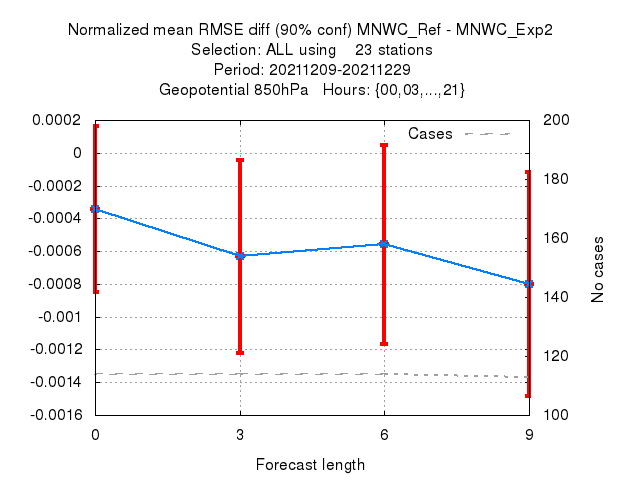 Normalized mean RMSE diff (90% conf) MNWC_Ref - MNWC_Exp2
Selection: ALL using    23 stations
Period: 20211209-20211229
Geopotential 850hPa   Hours: {00,03,...,21}
Cases
0.0002
0
-0.0002
-0.0004
-0.0006
-0.0008
-0.001
-0.0012
-0.0014
-0.0016
200
180
160
140
120
100
No cases
0 3 6 9
Forecast length